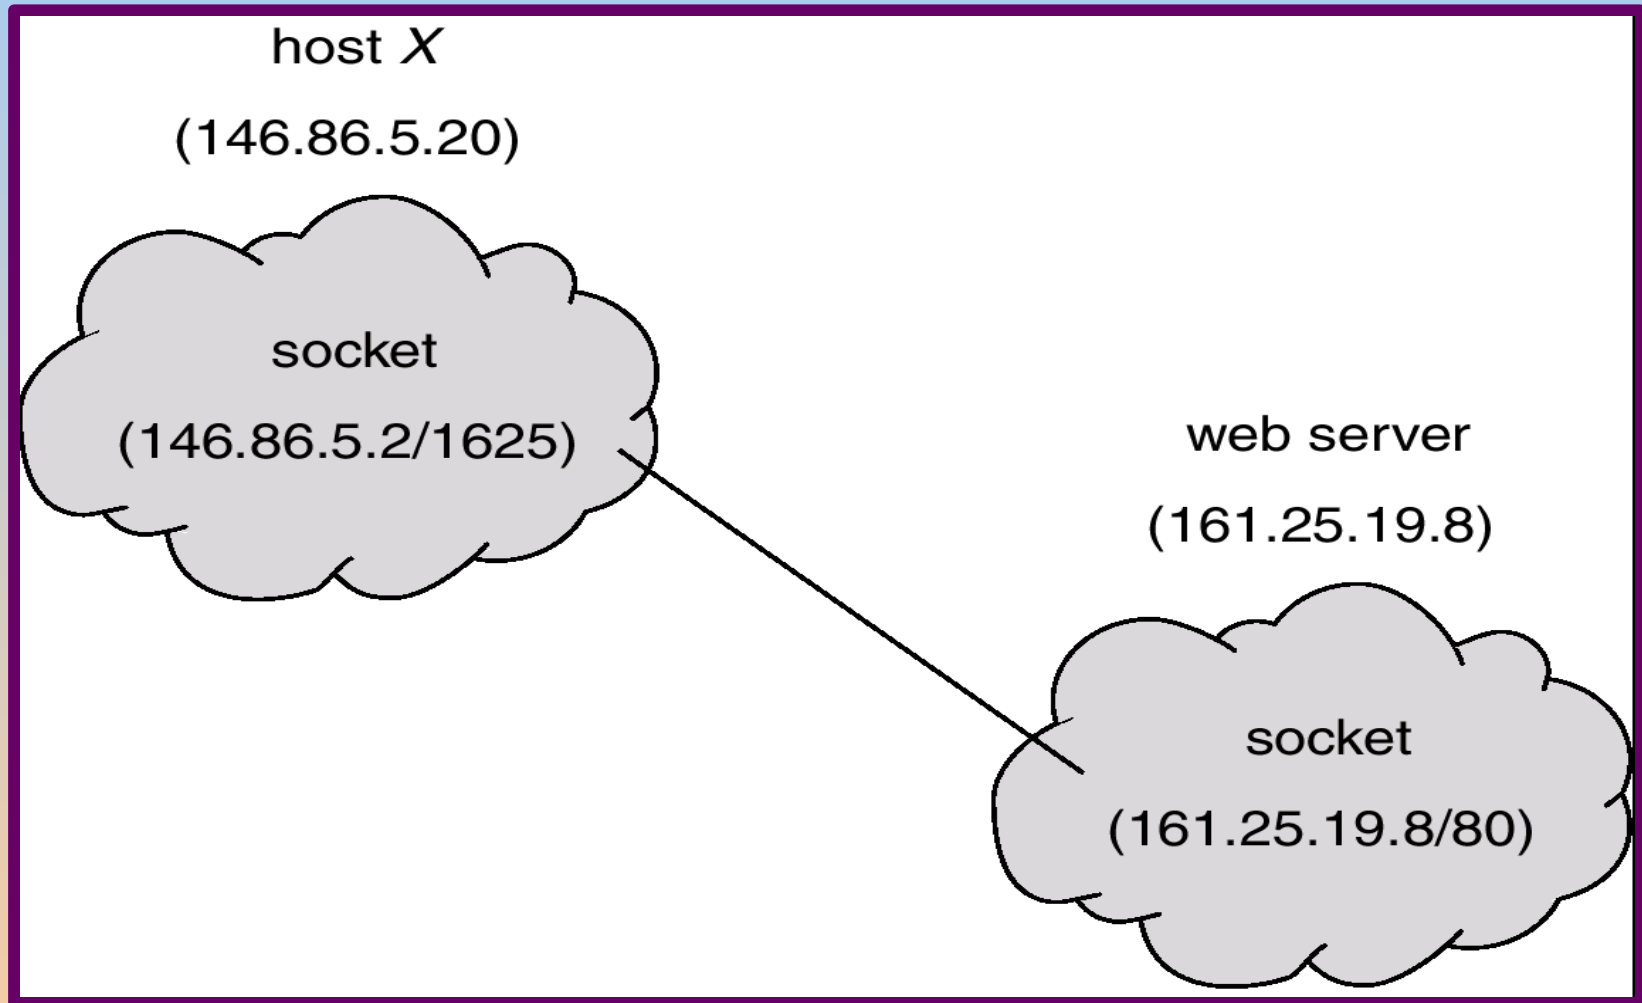 host X
(146.86.5.20)
socket
(146.86.5.2/1625)
web server
(161.25.19.8)
socket
(161.25.19.8/80)